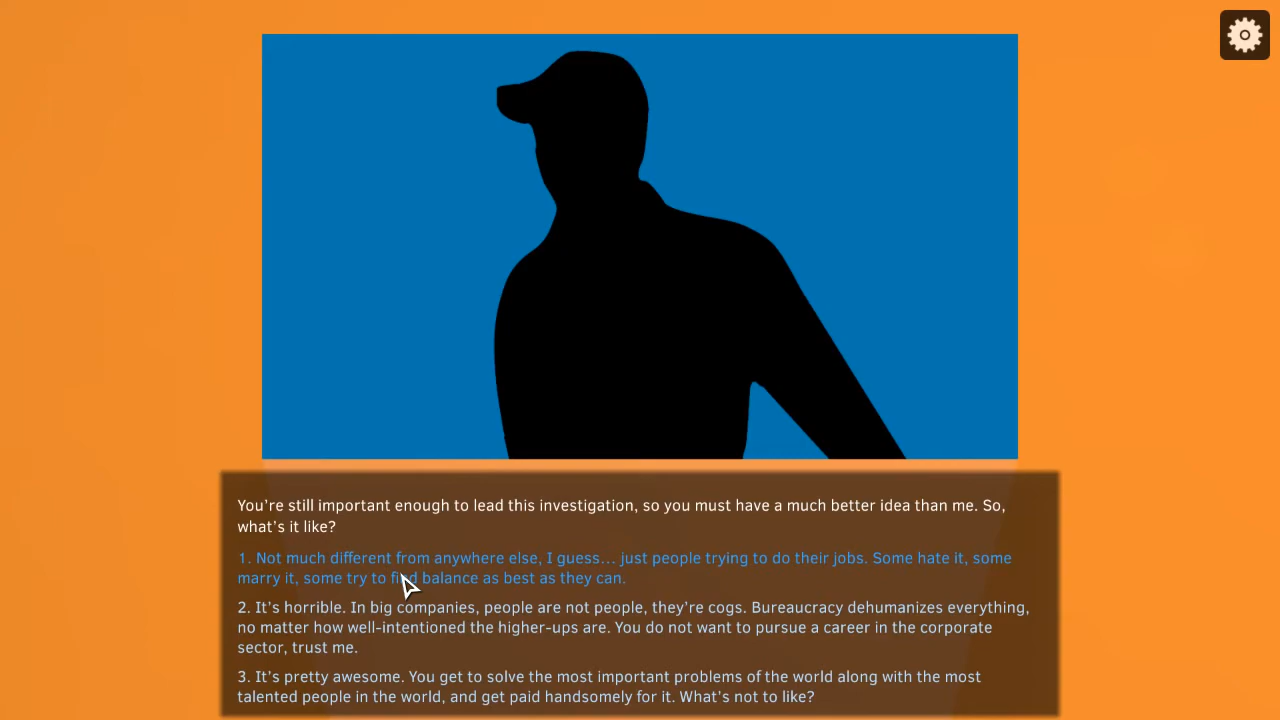 You're still important enough to lead this investigation, so you must have a much better idea than me. So,
what's it like?
1. Not much different from anywhere else, I guess... just people trying to do their jobs. Some hate it, some
marry it, some try to find balance as best as they can.
2. It's horrible. In big companies, people are not people, they're cogs. Bureaucracy dehumanizes everything,
no matter how well-intentioned the higher-ups are. You do not want to pursue a career in the corporate
sector, trust me.
3. It's pretty awesome. You get to solve the most important problems of the world along with the most
talented people in the world, and get paid handsomely for it. What's not to like?